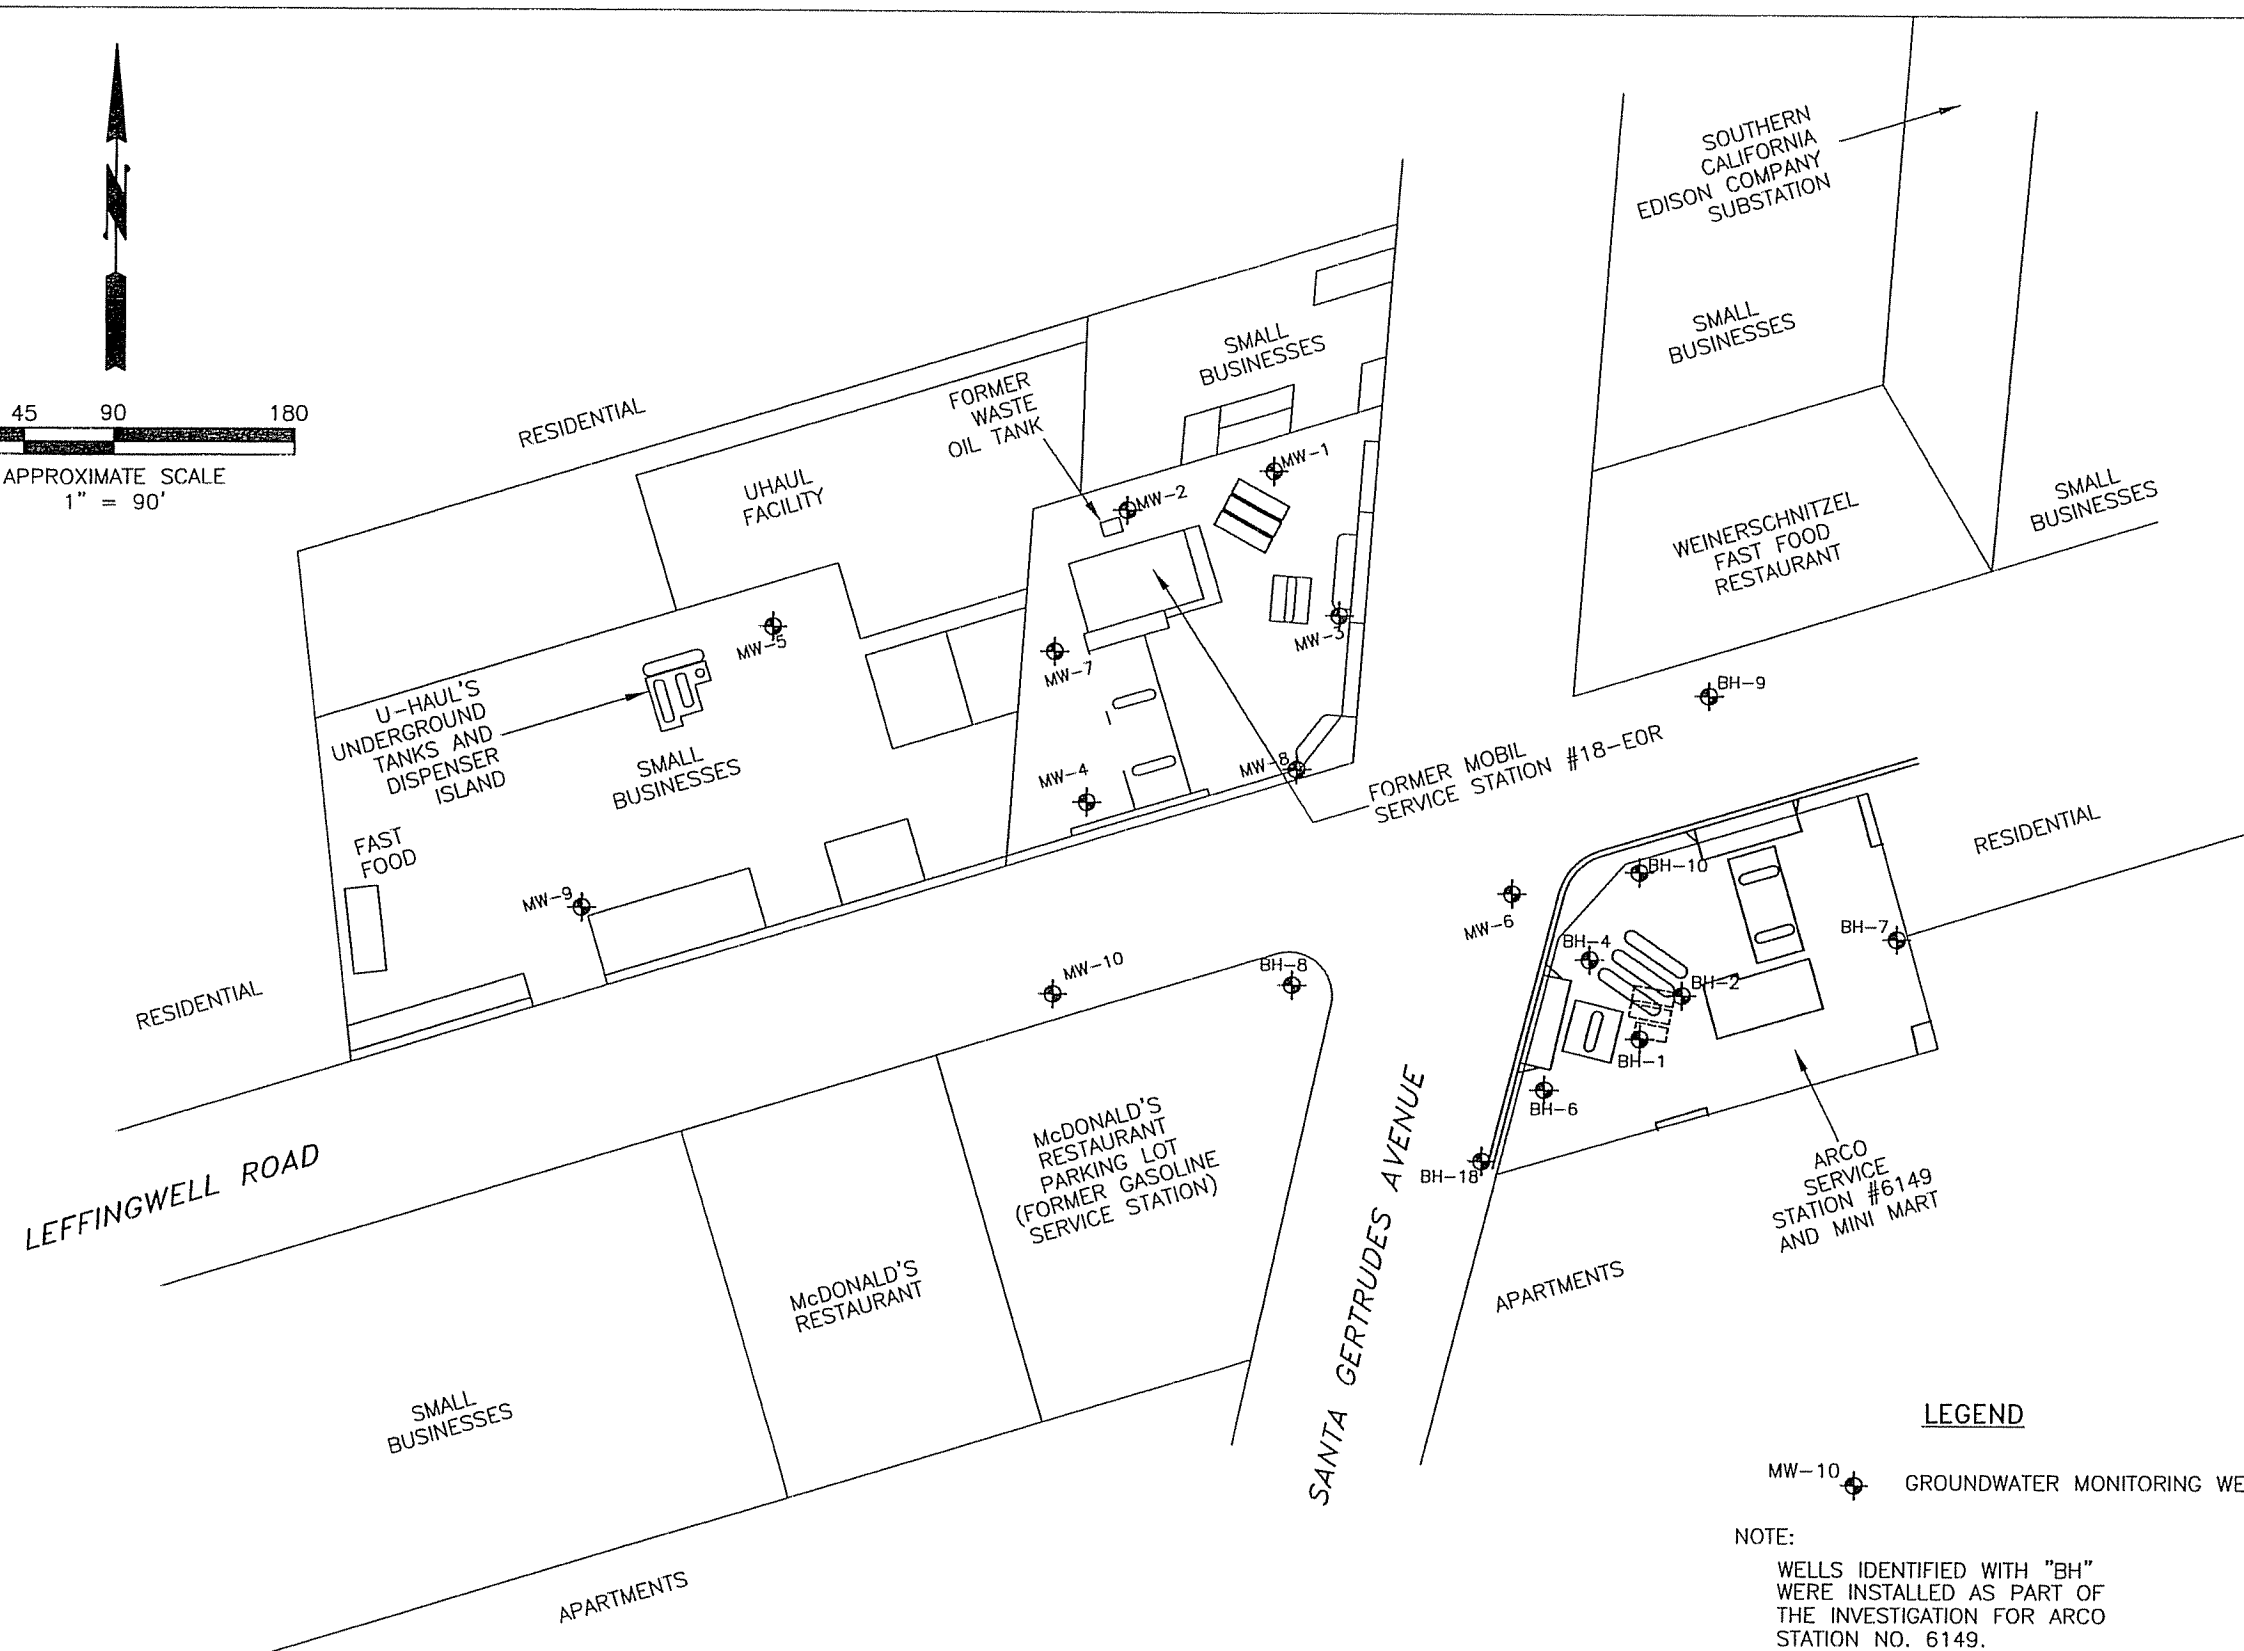 N
45 90 180
APPROXIMATE SCALE
1" = 90'
SOUTHERN
CALIFORNIA
EDISON COMPANY
SUBSTATION
SMALL
BUSINESSES
SMALL
BUSINESSES
FORMER
WASTE
OIL TANK
RESIDENTIAL
UHAUL
FACILITY
MW-1
MW-2
WEINERSCHNITZEL
FAST FOOD
RESTAURANT
SMALL
BUSINESSES
MW-5
MW-7
MW-3
U-HAUL'S
UNDERGROUND
TANKS AND
DISPENSER
ISLAND
SMALL
BUSINESSES
BH-9
MW-4
MW-8
FORMER MOBIL
SERVICE STATION #18-EOR
FAST
FOOD
RESIDENTIAL
MW-9
BH-10
MW-6
BH-7
BH-4
MW-10
BH-8
BH-2
RESIDENTIAL
BH-1
BH-6
BH-18
LEFFINGWELL ROAD
McDONALD'S
RESTAURANT
PARKING LOT
(FORMER GASOLINE
SERVICE STATION)
SANTA GERTRUDES AVENUE
ARCO
SERVICE
STATION #6149
AND MINI MART
McDONALD'S
RESTAURANT
APARTMENTS
SMALL
BUSINESSES
APARTMENTS
LEGEND
MW-10 GROUNDWATER MONITORING WE
NOTE:
WELLS IDENTIFIED WITH "BH"
WERE INSTALLED AS PART OF
THE INVESTIGATION FOR ARCO
STATION NO. 6149.